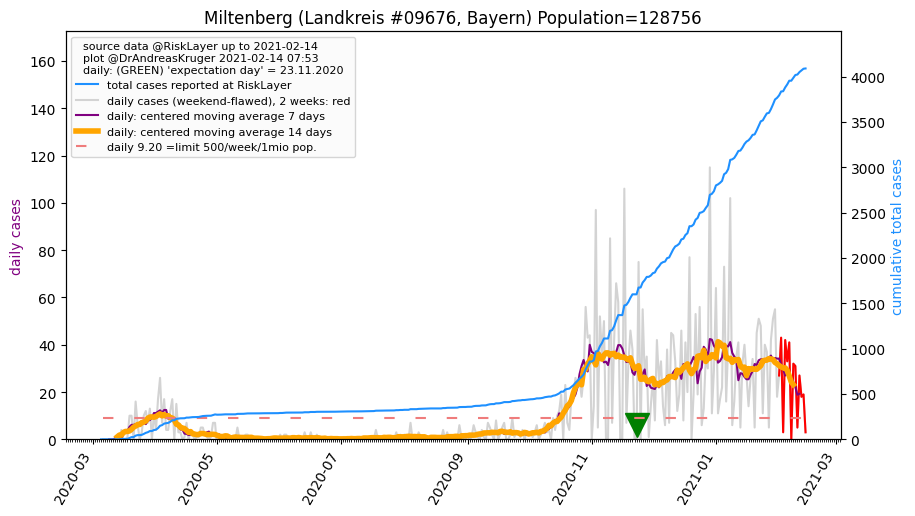 Miltenberg (Landkreis #09676, Bayern) Population=128756
source data @RiskLayer up to 2021-02-14
plot @DrAndreasKruger 2021-02-14 07:53
daily: (GREEN) 'expectation day' = 23.11.2020
total cases reported at RiskLayer
daily cases (weekend-flawed), 2 weeks: red
daily: centered moving average 7 days
daily: centered moving average 14 days
daily 9.20 =limit 500/week/1mio pop.
daily cases
160
140
120
100
80
60
40
20
0
cumulative total cases
4000
3500
3000
2500
2000
1500
1000
500
0
2020-03
2020-05
2020-07
2020-09
2020-11
2021-01
2021-03